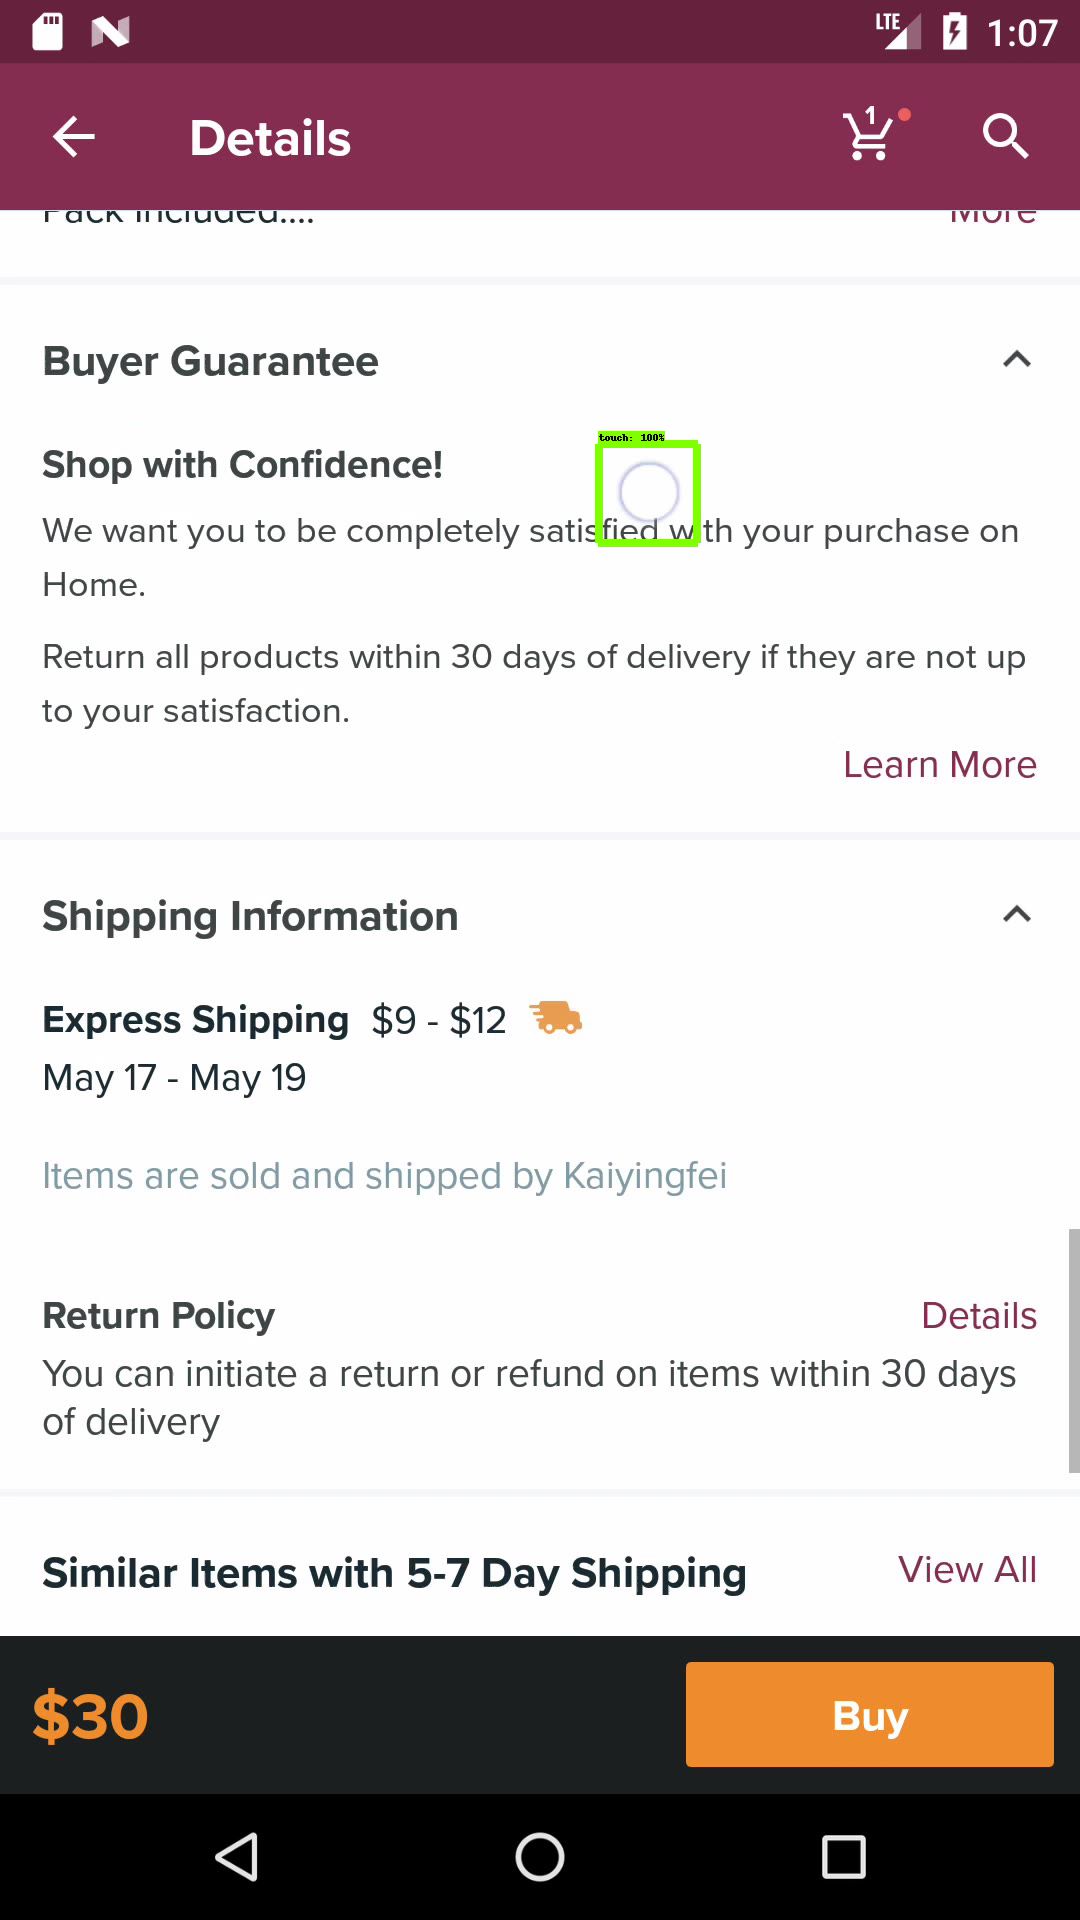 LTE 1:07
Details 1
Pack included.... More
Buyer Guarantee
Shop with Confidence!
touch: 100%
We want you to be completely satisfied with your purchase on
Home.
Return all products within 30 days of delivery if they are not up
to your satisfaction.
Learn More
Shipping Information
Express Shipping $9 - $12
May 17 - May 19
Items are sold and shipped by Kaiyingfei
Return Policy Details
You can initiate a return or refund on items within 30 days
of delivery
Similar Items with 5-7 Day Shipping View All
$30 Buy